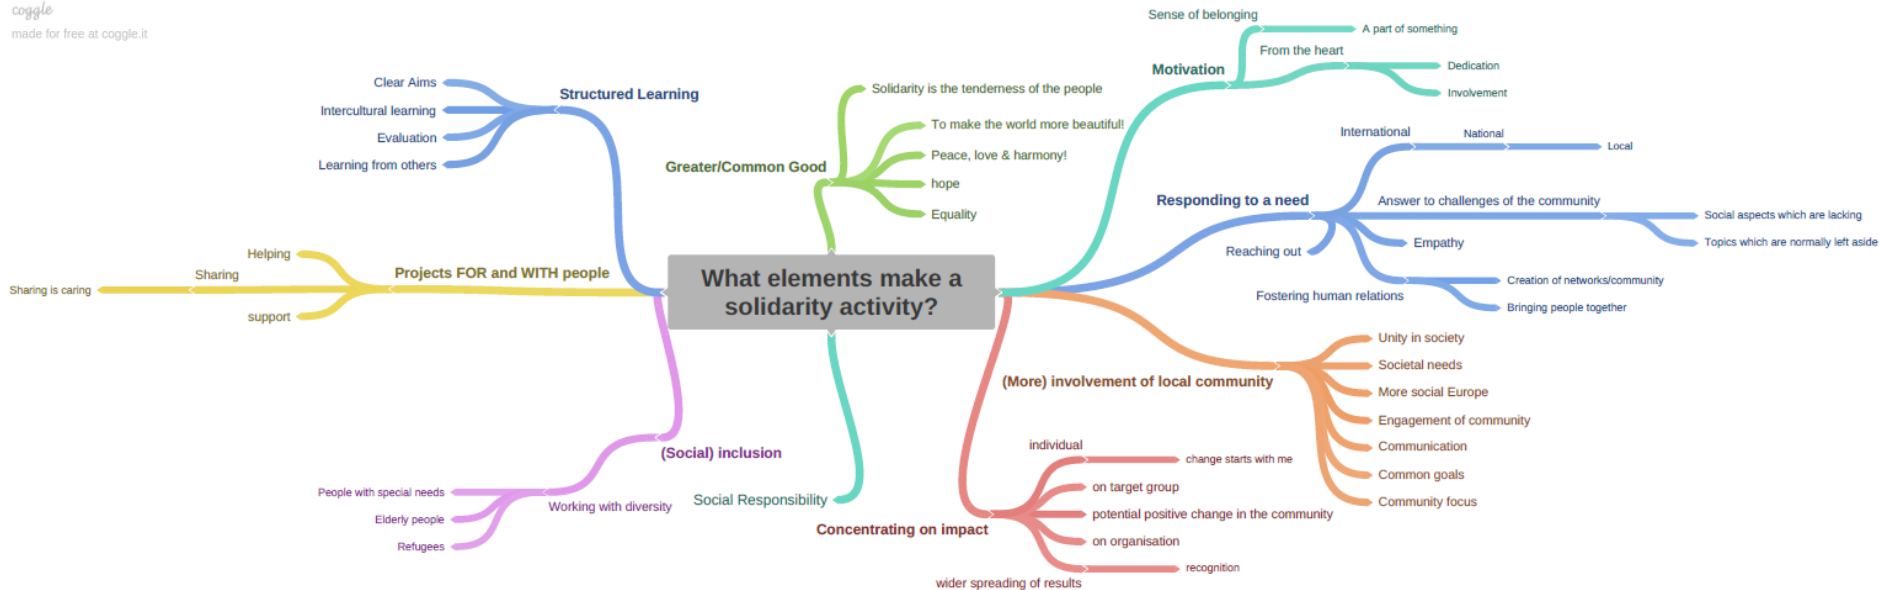 coggle
made for free at coggle.it
What elements make a
solidarity activity?
Structured Learning
Clear Aims
Intercultural learning
Evaluation
Learning from others
Projects FOR and WITH people
Helping
Sharing
Sharing is caring
support
(Social) inclusion
Working with diversity
People with special needs
Elderly people
Refugees
Greater/Common Good
Solidarity is the tenderness of the people
To make the world more beautiful!
Peace, love & harmony!
hope
Equality
Social Responsibility
Motivation
Sense of belonging
A part of something
From the heart
Dedication
Involvement
Responding to a need
International
National
Local
Answer to challenges of the community
Social aspects which are lacking
Topics which are normally left aside
Empathy
Reaching out
Fostering human relations
Creation of networks/community
Bringing people together
(More) involvement of local community
Unity in society
Societal needs
More social Europe
Engagement of community
Communication
Common goals
Community focus
Concentrating on impact
individual
change starts with me
on target group
potential positive change in the community
on organisation
wider spreading of results
recognition